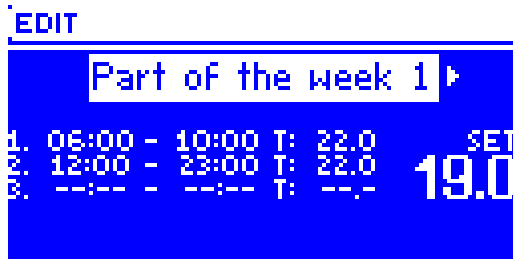 EDIT
Part of the week 1
1. 06:00 - 10:00 T: 22.0
2. 12:00 - 23:00 T: 22.0
3. --:-- - --:-- T: --.-
SET
19.0